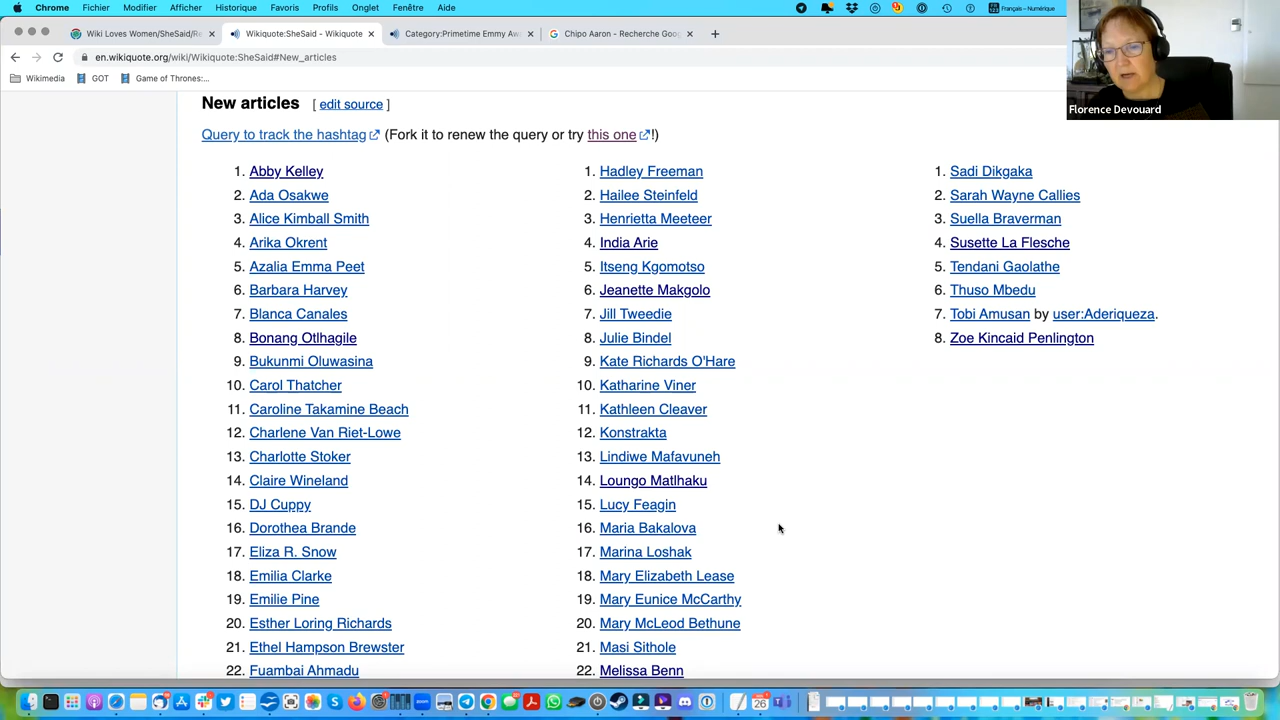 Chrome Fichier Modifier Afficher Historique Favoris Profils Onglet Fenêtre Aide
Français – Numérique
Wiki Loves Women/SheSaid/Re
Wikiquote:SheSaid - Wikiquote
Category:Primetime Emmy Aw
Chipo Aaron - Recherche Goog
en.wikiquote.org/wiki/Wikiquote:SheSaid#New_articles
Wikimedia GOT Game of Thrones:...
Florence Devouard
New articles [ edit source ]
Query to track the hashtag (Fork it to renew the query or try this one !)
1. Abby Kelley
2. Ada Osakwe
3. Alice Kimball Smith
4. Arika Okrent
5. Azalia Emma Peet
6. Barbara Harvey
7. Blanca Canales
8. Bonang Otlhagile
9. Bukunmi Oluwasina
10. Carol Thatcher
11. Caroline Takamine Beach
12. Charlene Van Riet-Lowe
13. Charlotte Stoker
14. Claire Wineland
15. DJ Cuppy
16. Dorothea Brande
17. Eliza R. Snow
18. Emilia Clarke
19. Emilie Pine
20. Esther Loring Richards
21. Ethel Hampson Brewster
22. Fuambai Ahmadu
1. Hadley Freeman
2. Hailee Steinfeld
3. Henrietta Meeteer
4. India Arie
5. Itseng Kgomotso
6. Jeanette Makgolo
7. Jill Tweedie
8. Julie Bindel
9. Kate Richards O'Hare
10. Katharine Viner
11. Kathleen Cleaver
12. Konstrakta
13. Lindiwe Mafavuneh
14. Loungo Matlhaku
15. Lucy Feagin
16. Maria Bakalova
17. Marina Loshak
18. Mary Elizabeth Lease
19. Mary Eunice McCarthy
20. Mary McLeod Bethune
21. Masi Sithole
22. Melissa Benn
1. Sadi Dikgaka
2. Sarah Wayne Callies
3. Suella Braverman
4. Susette La Flesche
5. Tendani Gaolathe
6. Thuso Mbedu
7. Tobi Amusan by user:Aderiqueza.
8. Zoe Kincaid Penlington
26